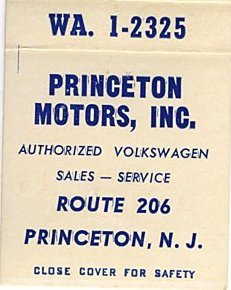 WA. 1-2325
PRINCETON
MOTORS, INC.
AUTHORIZED VOLKSWAGEN
SALES — SERVICE
ROUTE 206
PRINCETON, N. J.
CLOSE COVER FOR SAFETY